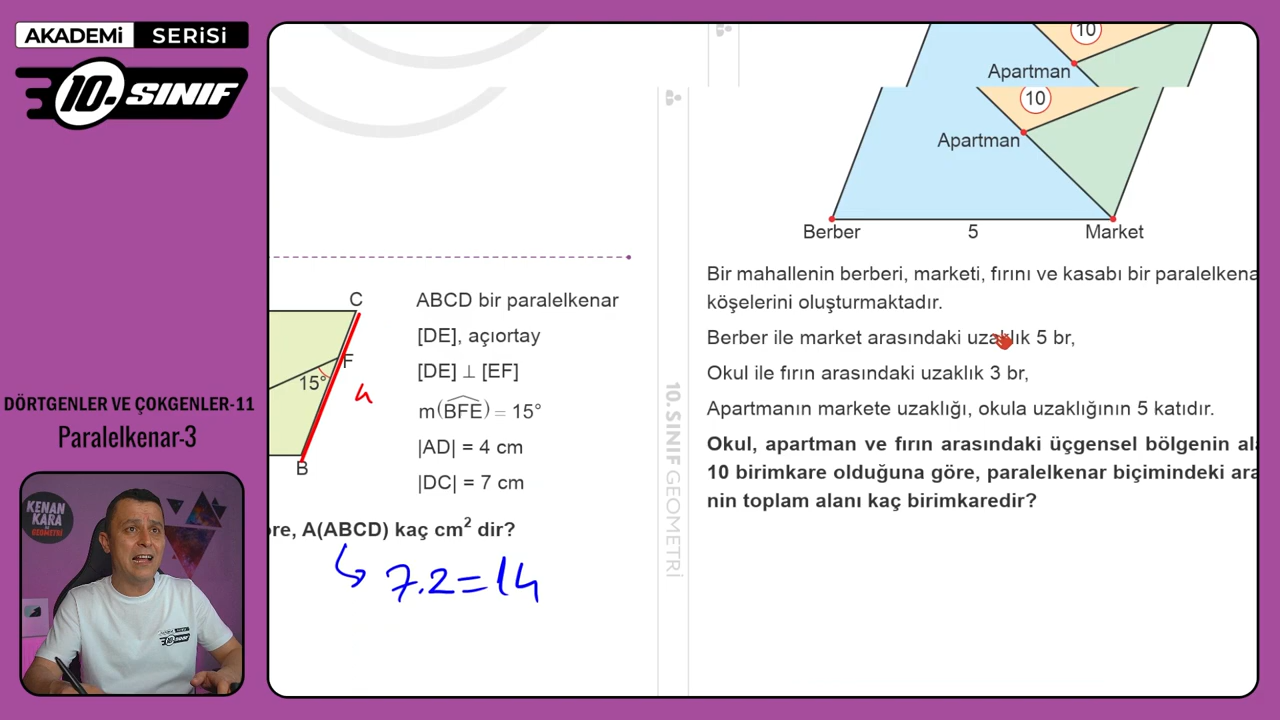 AKADEMİ SERİSİ
10. SINIF
DÖRTGENLER VE ÇOKGENLER-11
Paralelkenar-3
KENAN
KARA
GEOMETRİ
10. SINIF
C
F
15°
4
B
ABCD bir paralelkenar
[DE], açıortay
[DE] ⊥ [EF]
m(BFE) = 15°
|AD| = 4 cm
|DC| = 7 cm
öre, A(ABCD) kaç cm² dir?
7.2=14
10. SINIF GEOMETRİ
10
Apartman
10
Apartman
Berber 5 Market
Bir mahallenin berberi, marketi, fırını ve kasabı bir paralelkena
köşelerini oluşturmaktadır.
Berber ile market arasındaki uzaklık 5 br,
Okul ile fırın arasındaki uzaklık 3 br,
Apartmanın markete uzaklığı, okula uzaklığının 5 katıdır.
Okul, apartman ve fırın arasındaki üçgensel bölgenin ala
10 birimkare olduğuna göre, paralelkenar biçimindeki ara
nin toplam alanı kaç birimkaredir?